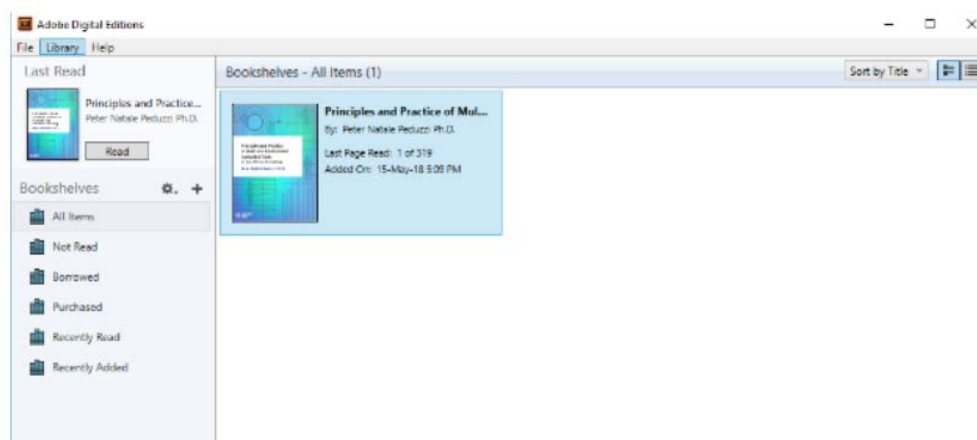 Adobe Digital Editions
File Library Help
Last Read
Principles and Practice...
Peter Natale Peduzzi Ph.D.
Read
Bookshelves
All Items
Not Read
Borrowed
Purchased
Recently Read
Recently Added
Bookshelves - All Items (1)
Sort by Title
Principles and Practice of Mul...
By: Peter Natale Peduzzi Ph.D.
Last Page Read: 1 of 319
Added On: 15-May-18 5:09 PM